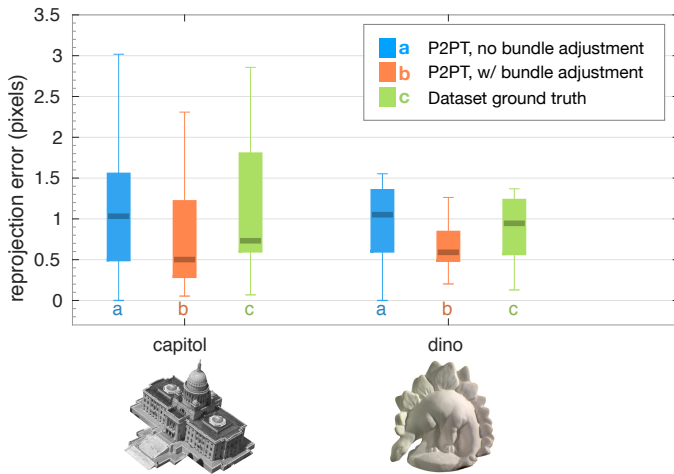 3.5
3
2.5
2
1.5
1
0.5
0
reprojection error (pixels)
a P2PT, no bundle adjustment
b P2PT, w/ bundle adjustment
c Dataset ground truth
a b c a b c
capitol dino